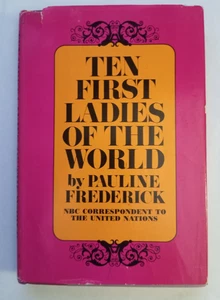 TEN
FIRST
LADIES
OF THE
WORLD
by PAULINE
FREDERICK
NBC CORRESPONDENT TO
THE UNITED NATIONS